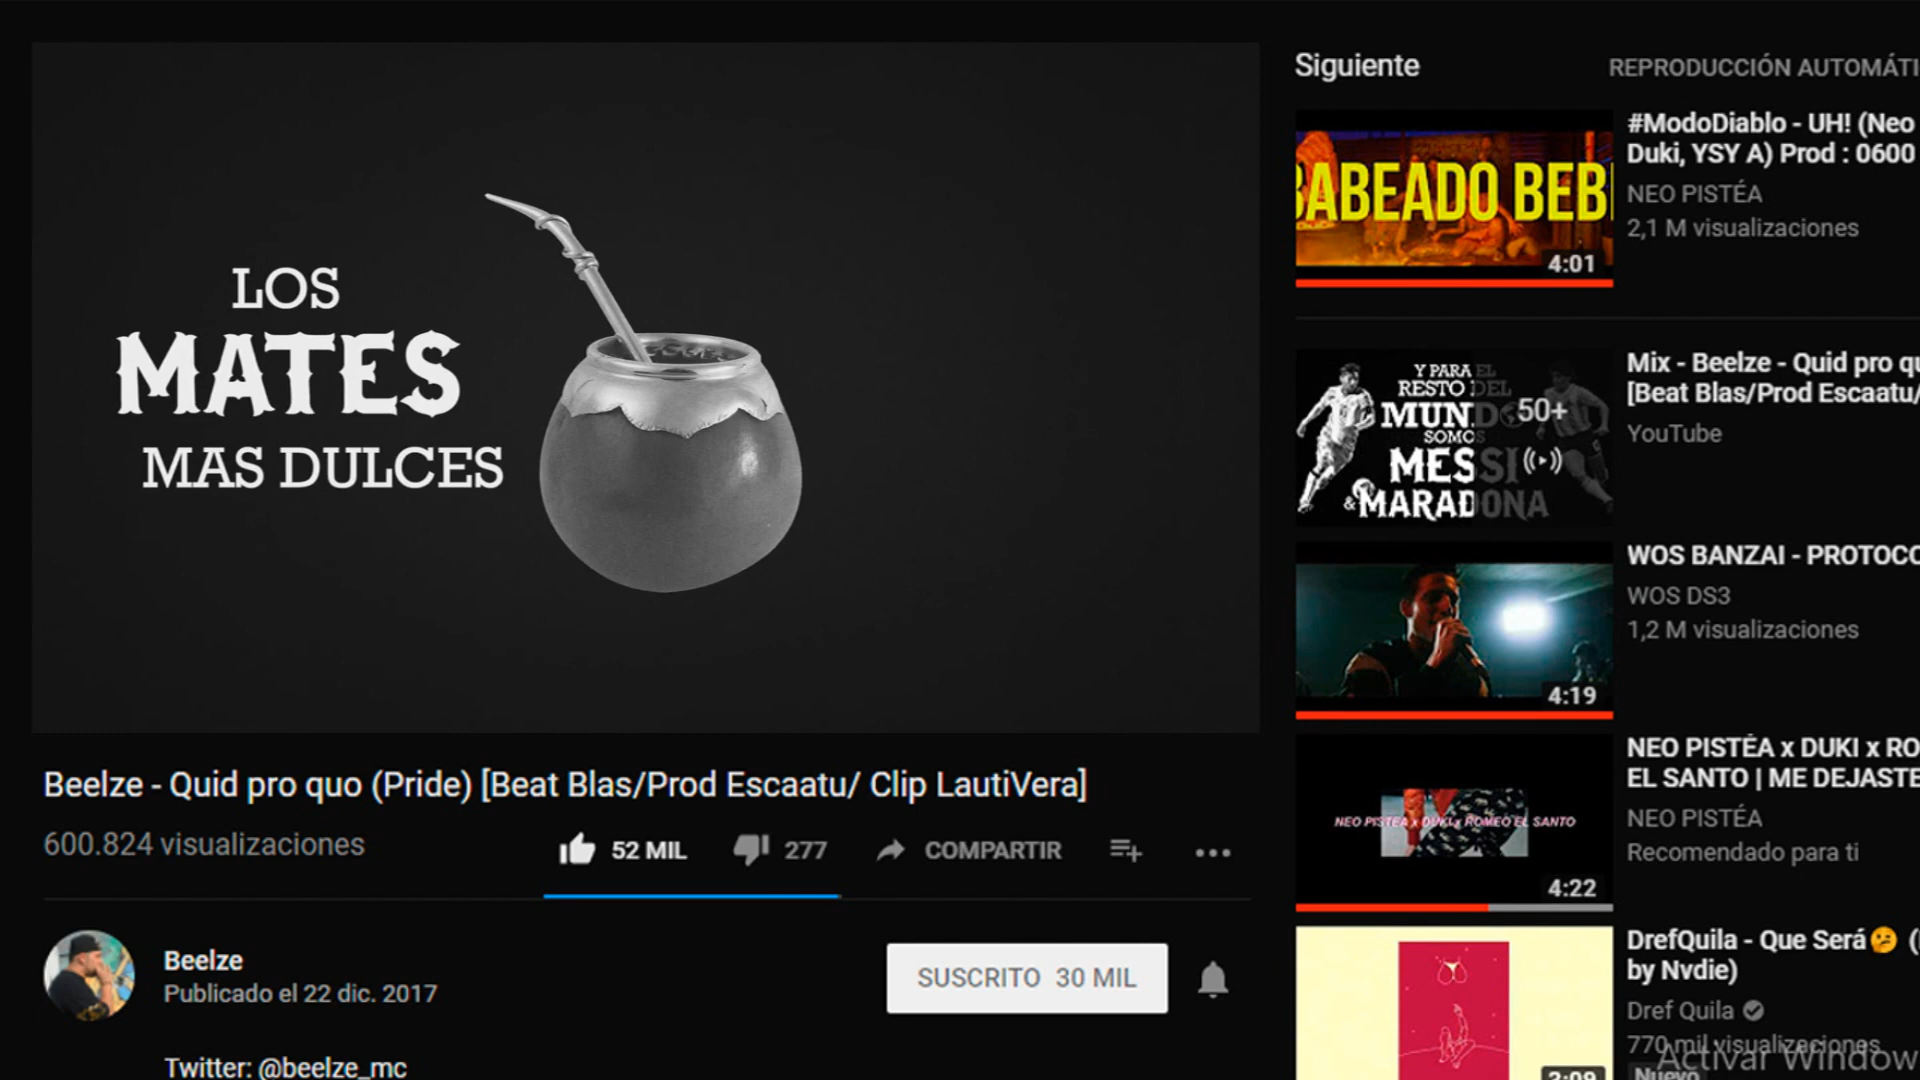 LOS
MATES
MAS DULCES
Beelze - Quid pro quo (Pride) [Beat Blas/Prod Escaatu/ Clip LautiVera]
600.824 visualizaciones
52 MIL
277
COMPARTIR
Beelze
Publicado el 22 dic. 2017
SUSCRITO 30 MIL
Twitter: @beelze_mc
Siguiente
REPRODUCCIÓN AUTOMÁTI
BABEADO BEB
4:01
#ModoDiablo - UH! (Neo
Duki, YSY A) Prod : 0600
NEO PISTÉA
2,1 M visualizaciones
Y PARA EL
RESTO DEL
MUNDO
SOMOS
MESSI
& MARADONA
50+
Mix - Beelze - Quid pro qu
[Beat Blas/Prod Escaatu/
YouTube
4:19
WOS BANZAI - PROTOCO
WOS DS3
1,2 M visualizaciones
NEO PISTEA x DUKI x ROMEO EL SANTO
4:22
NEO PISTÉA x DUKI x RO
EL SANTO | ME DEJASTE
NEO PISTÉA
Recomendado para ti
3:09
DrefQuila - Que Será🤔 (
by Nvdie)
Dref Quila
770 mil visualizaciones
Nuevo
Activar Window